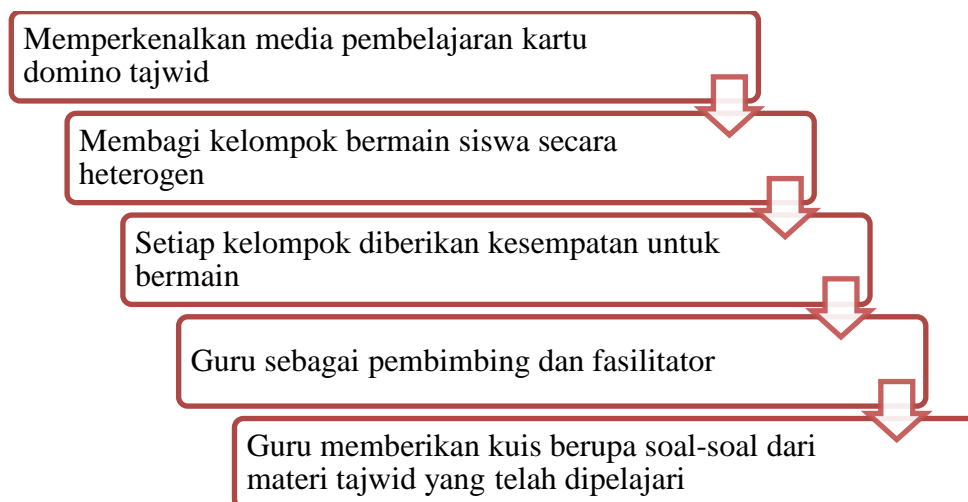 Memperkenalkan media pembelajaran kartu
domino tajwid
Membagi kelompok bermain siswa secara
heterogen
Setiap kelompok diberikan kesempatan untuk
bermain
Guru sebagai pembimbing dan fasilitator
Guru memberikan kuis berupa soal-soal dari
materi tajwid yang telah dipelajari